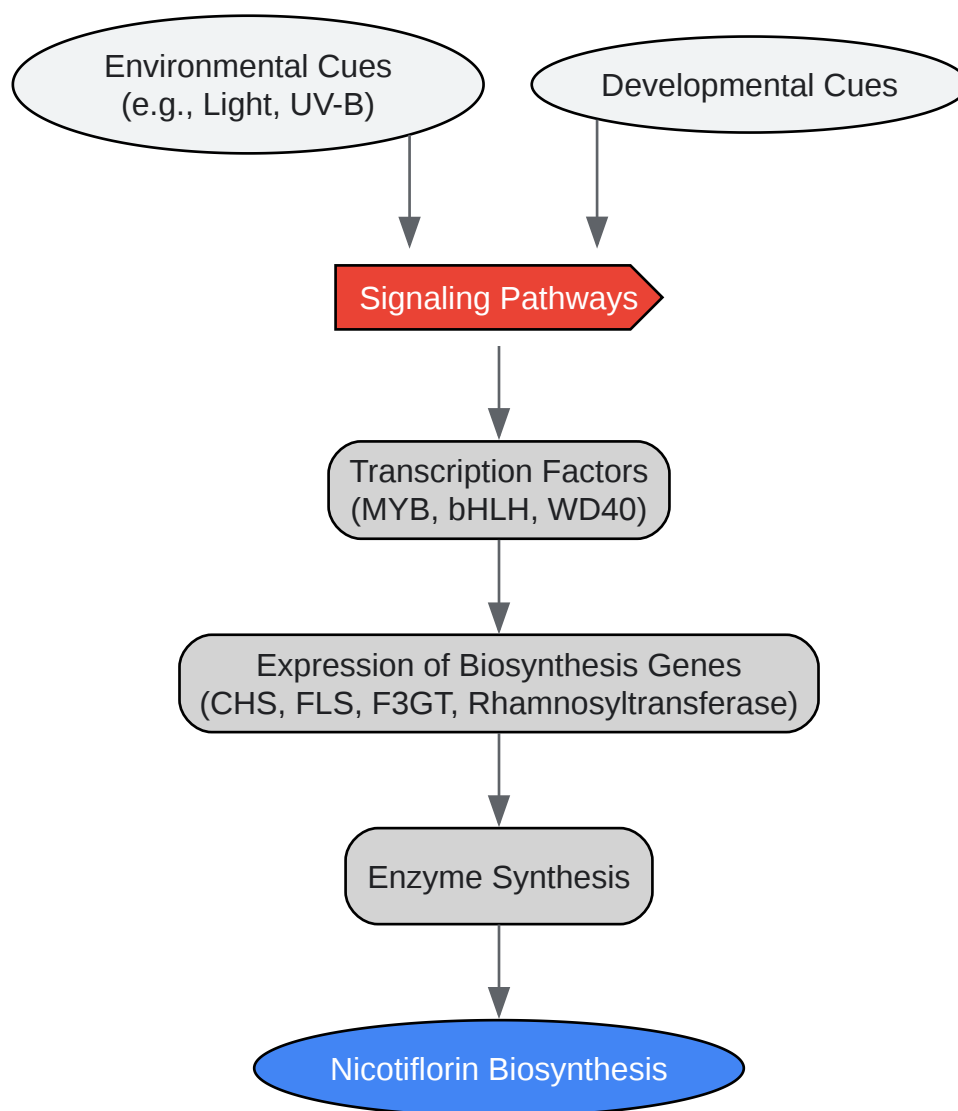 Environmental Cues
(e.g., Light, UV-B)
Developmental Cues
Signaling Pathways
Transcription Factors
(MYB, bHLH, WD40)
Expression of Biosynthesis Genes
(CHS, FLS, F3GT, Rhamnosyltransferase)
Enzyme Synthesis
Nicotiflorin Biosynthesis